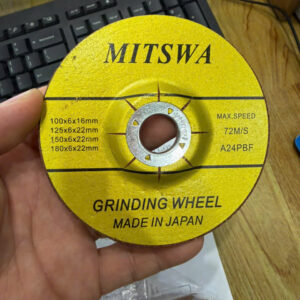 MITSWA
100x6x16mm
125x6x22mm
150x6x22mm
180x6x22mm
MAX.SPEED
72M/S
A24PBF
GRINDING WHEEL
MADE IN JAPAN